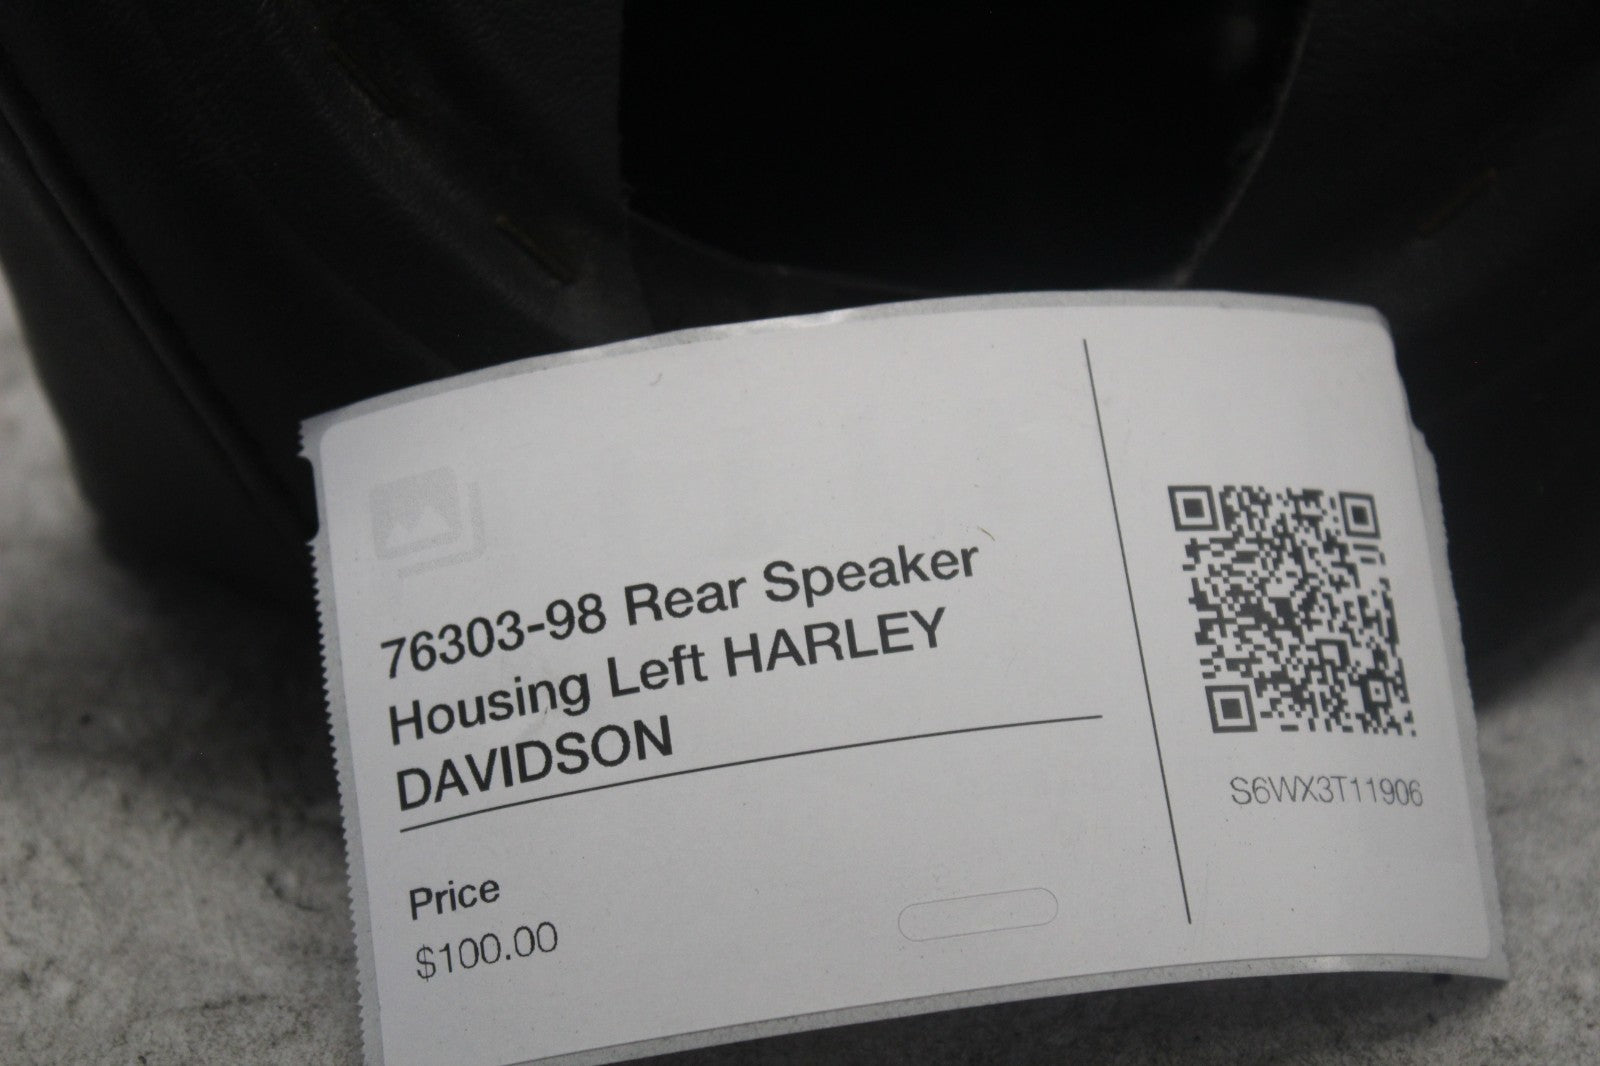 76303-98 Rear Speaker
Housing Left HARLEY
DAVIDSON
Price
$100.00
S6WX3T11906